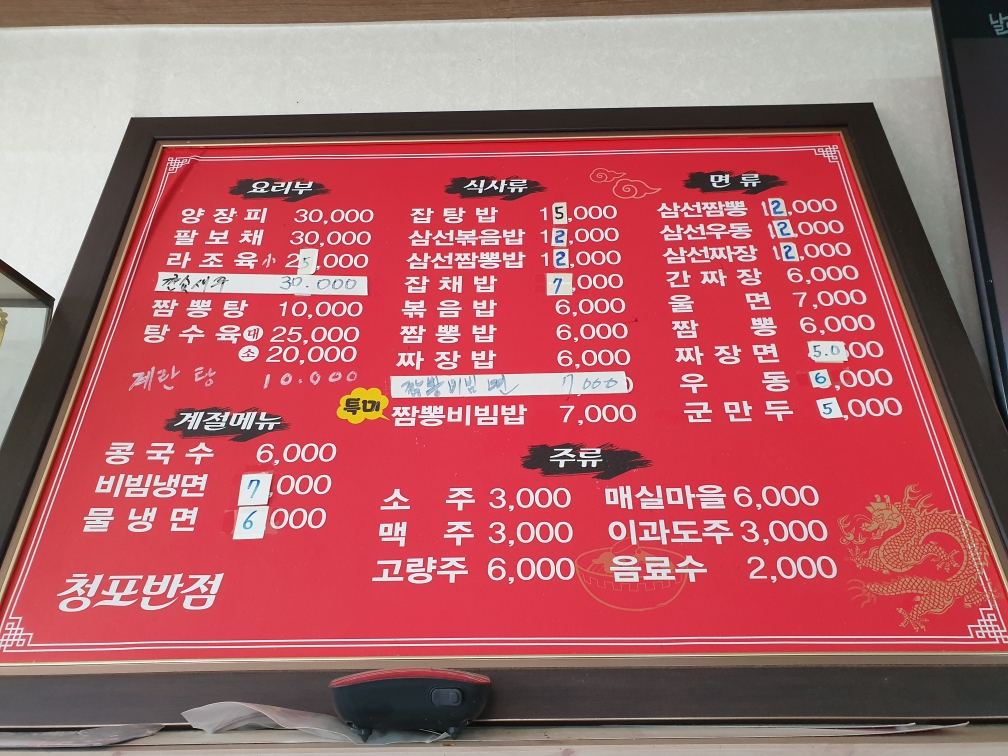 요리부
양장피 30,000
팔보채 30,000
라조육小 25,000
깐쇼새우 30.000
짬뽕탕 10,000
탕수육 대 25,000
소 20,000
계란탕 10.000
계절메뉴
콩국수 6,000
비빔냉면 7,000
물냉면 6,000
청포반점
식사류
잡탕밥 15,000
삼선볶음밥 12,000
삼선짬뽕밥 12,000
잡채밥 7,000
볶음밥 6,000
짬뽕밥 6,000
짜장밥 6,000
짬뽕비빔면 7000
특미
짬뽕비빔밥 7,000
면류
삼선짬뽕 12,000
삼선우동 12,000
삼선짜장 12,000
간짜장 6,000
울면 7,000
짬뽕 6,000
짜장면 5.000
우동 6,000
군만두 5,000
주류
소주 3,000
맥주 3,000
고량주 6,000
매실마을 6,000
이과도주 3,000
음료수 2,000